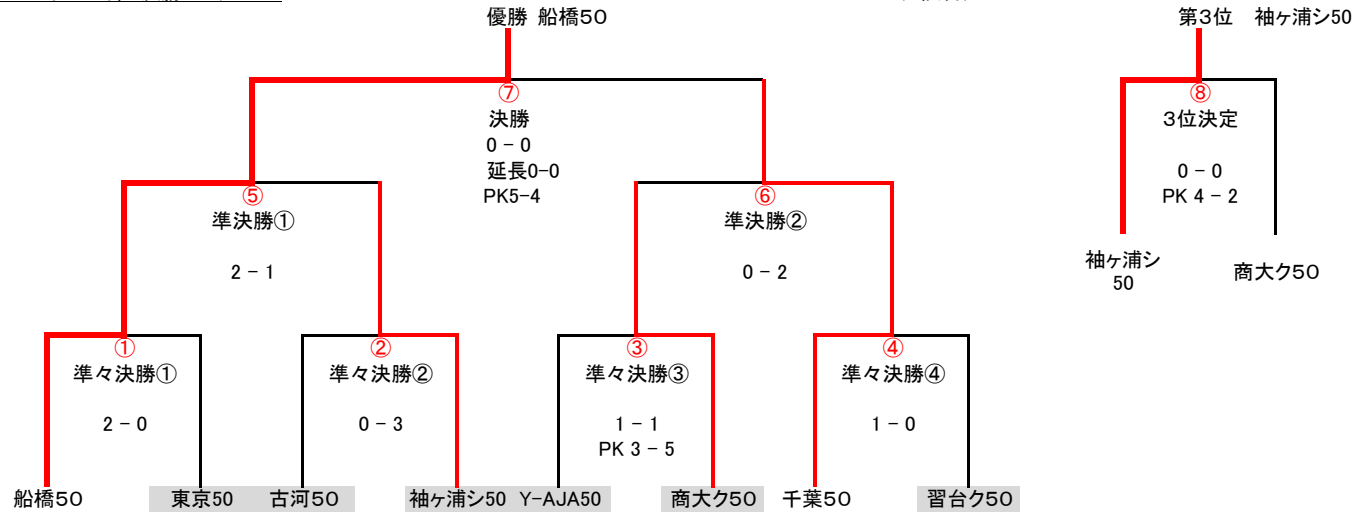 優勝 船橋50
第3位 袖ヶ浦シ50
⑦
決勝
0 - 0
延長0-0
PK5-4
⑧
3位決定
0 - 0
PK 4 - 2
袖ヶ浦シ
50
商大ク50
⑤
準決勝①
2 - 1
⑥
準決勝②
0 - 2
①
準々決勝①
2 - 0
②
準々決勝②
0 - 3
③
準々決勝③
1 - 1
PK 3 - 5
④
準々決勝④
1 - 0
船橋50 東京50 古河50 袖ヶ浦シ50 Y-AJA50 商大ク50 千葉50 習台ク50